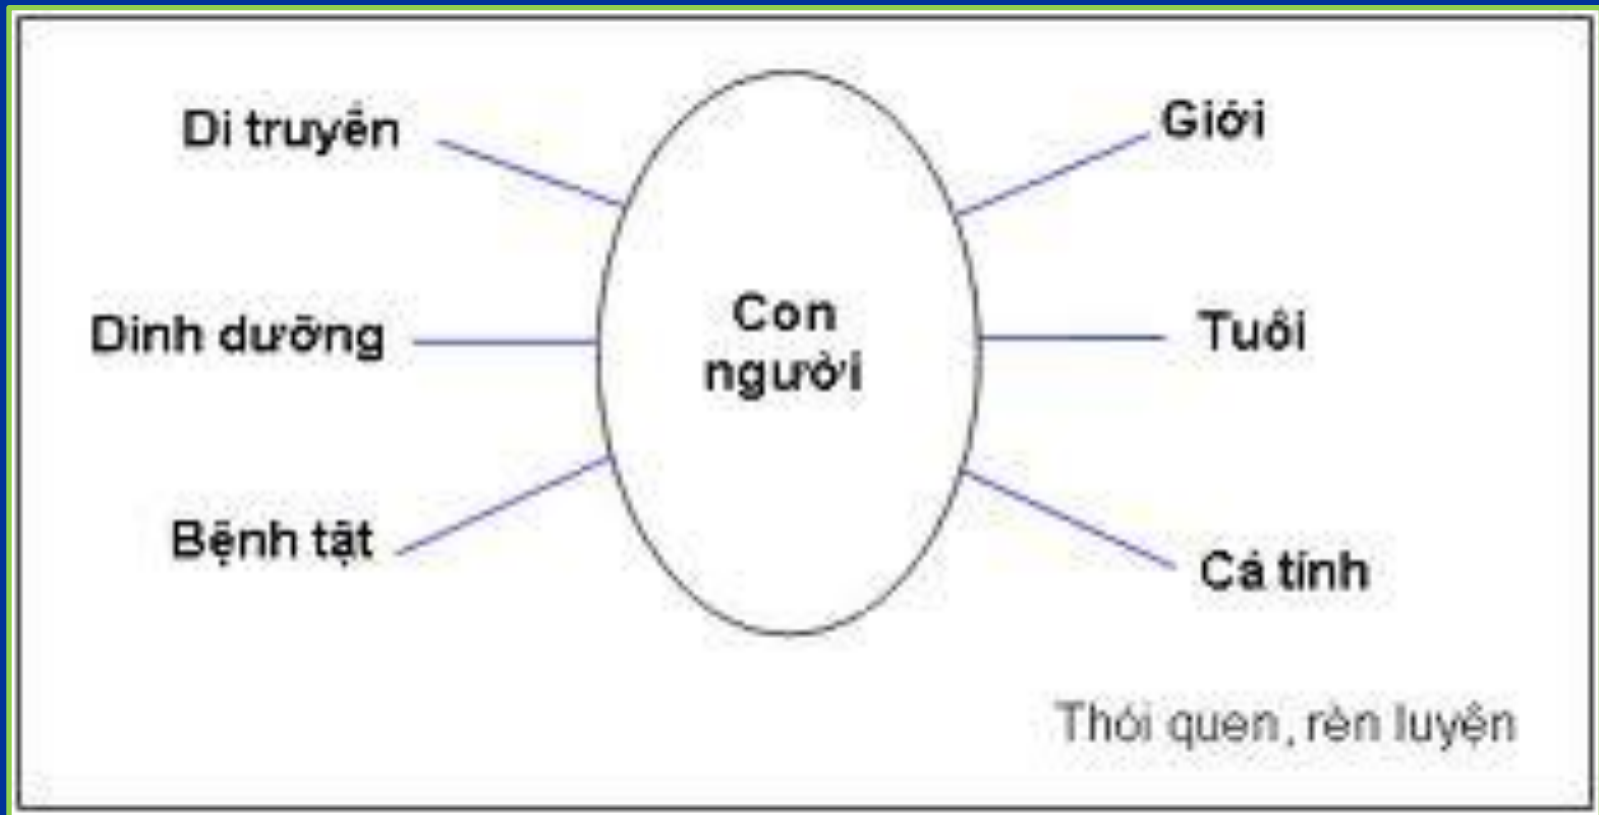 Di truyền
Giới
Dinh dưỡng
Con
người
Tuổi
Bệnh tật
Cá tính
Thói quen, rèn luyện